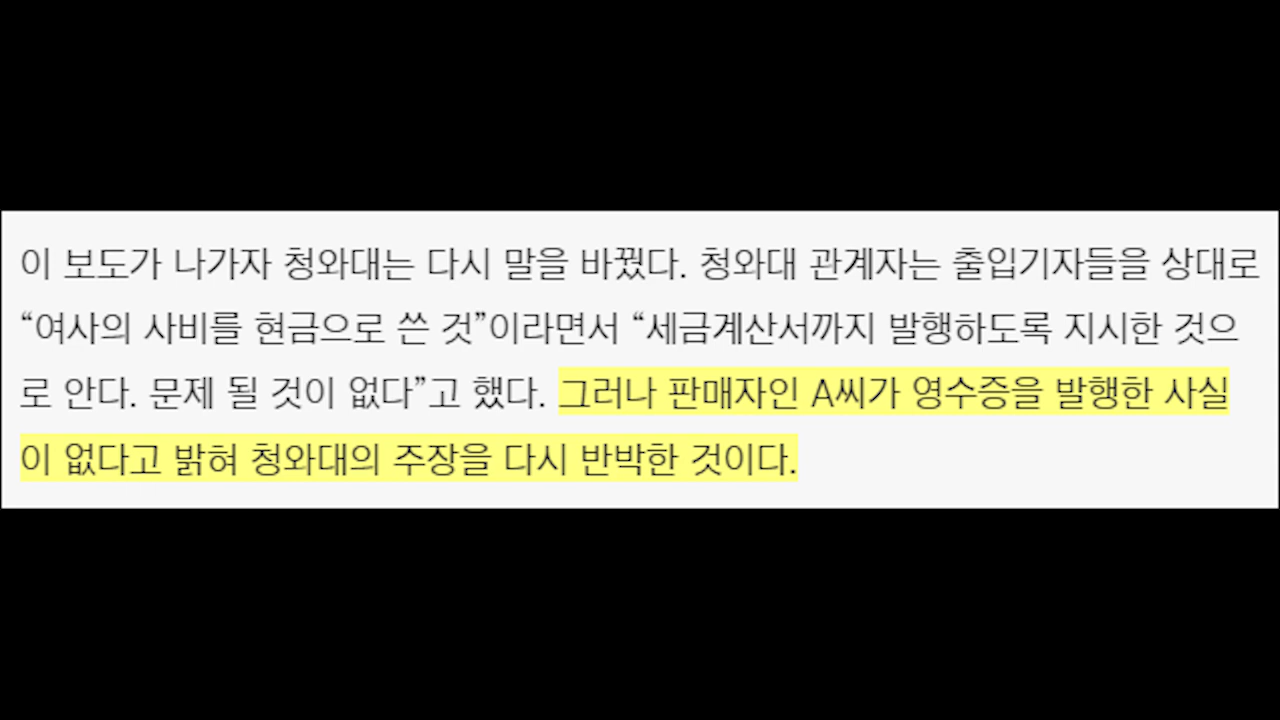 이 보도가 나가자 청와대는 다시 말을 바꿨다. 청와대 관계자는 출입기자들을 상대로
“여사의 사비를 현금으로 쓴 것”이라면서 “세금계산서까지 발행하도록 지시한 것으
로 안다. 문제 될 것이 없다”고 했다. 그러나 판매자인 A씨가 영수증을 발행한 사실
이 없다고 밝혀 청와대의 주장을 다시 반박한 것이다.